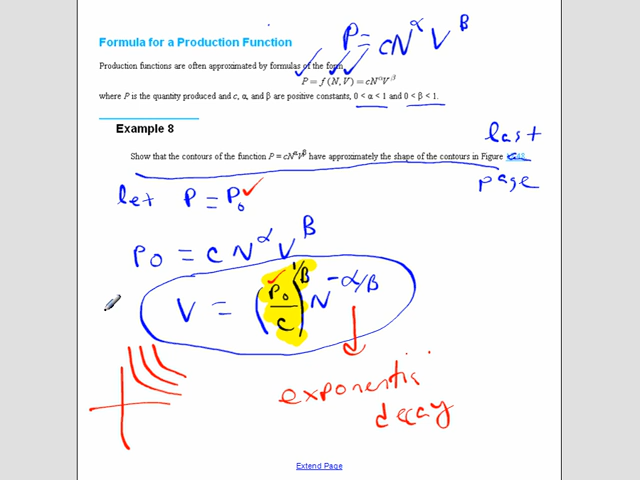 Formula for a Production Function
P = cN^α V^β
Production functions are often approximated by formulas of the form
P = f (N, V) = cN^α V^β
where P is the quantity produced and c, α, and β are positive constants, 0 < α < 1 and 0 < β < 1.
Example 8
last
Show that the contours of the function P = cN^α V^β have approximately the shape of the contours in Figure
page
let P = P₀
P₀ = c N^α V^β
V = (P₀/c)^1/β N^-α/β
exponential
decay
Extend Page